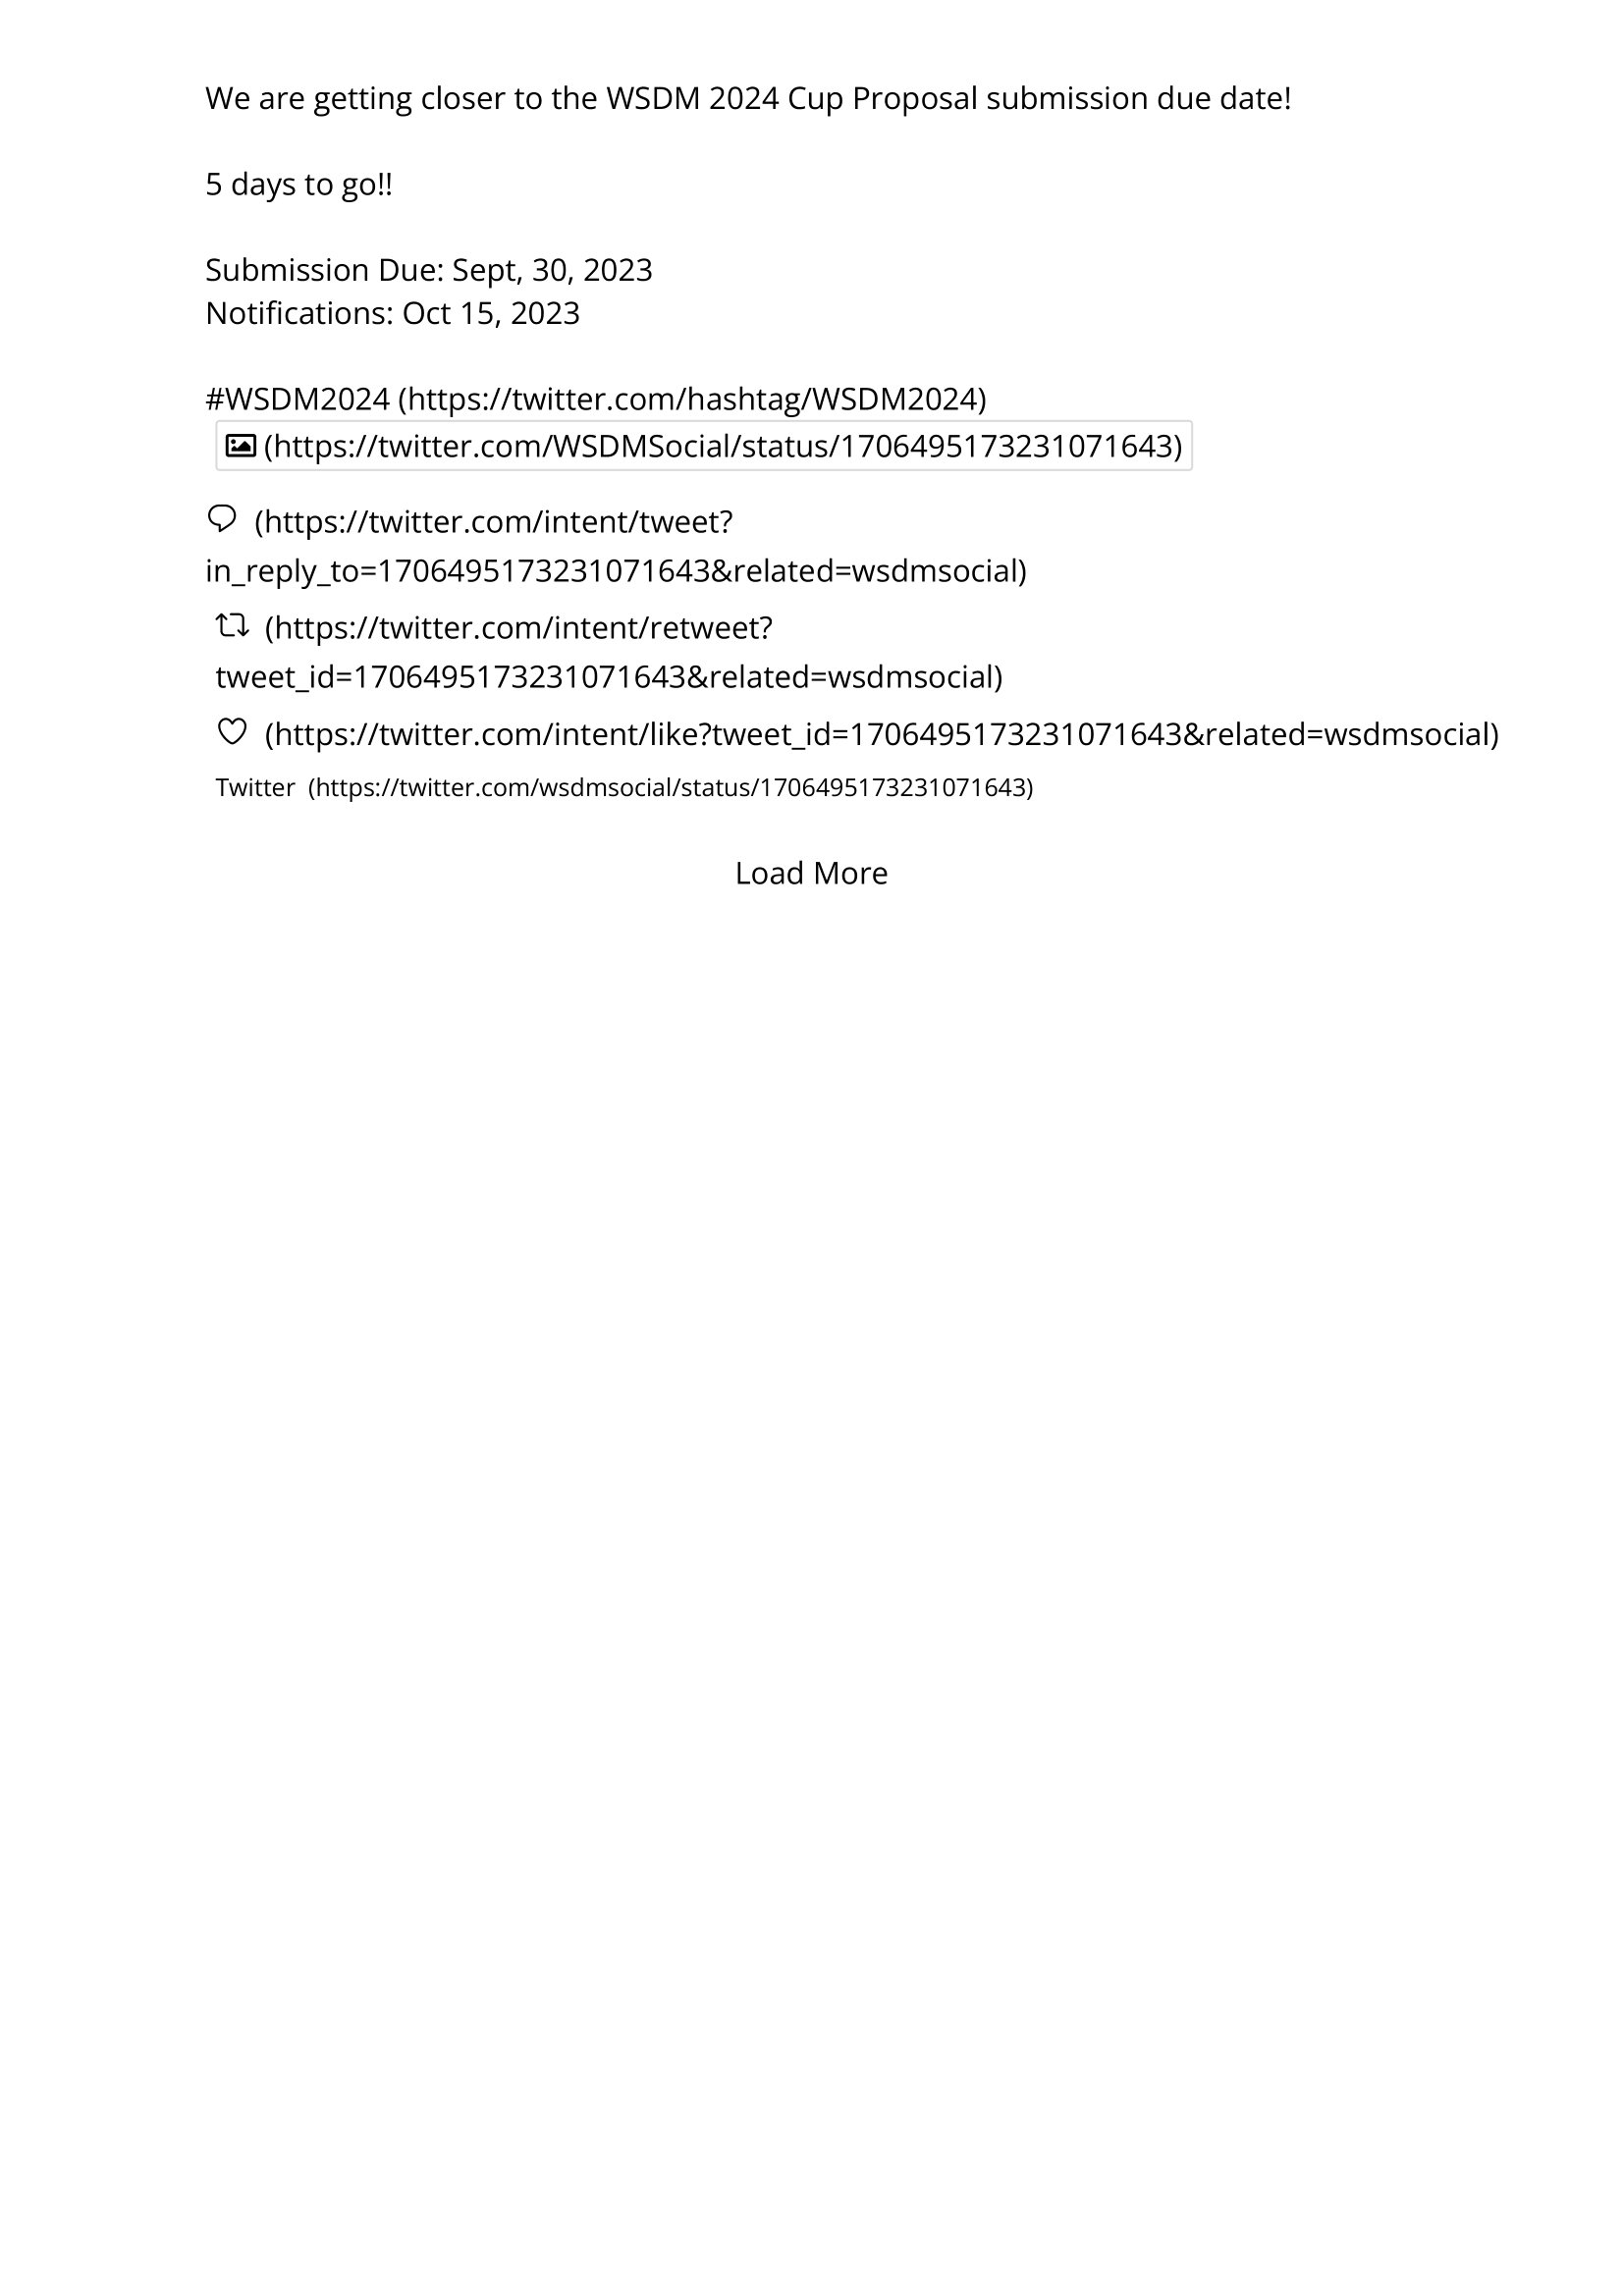 We are getting closer to the WSDM 2024 Cup Proposal submission due date!
5 days to go!!
Submission Due: Sept, 30, 2023
Notifications: Oct 15, 2023
#WSDM2024 (https://twitter.com/hashtag/WSDM2024)
(https://twitter.com/WSDMSocial/status/1706495173231071643)
(https://twitter.com/intent/tweet?
in_reply_to=1706495173231071643&related=wsdmsocial)
(https://twitter.com/intent/retweet?
tweet_id=1706495173231071643&related=wsdmsocial)
(https://twitter.com/intent/like?tweet_id=1706495173231071643&related=wsdmsocial)
Twitter (https://twitter.com/wsdmsocial/status/1706495173231071643)
Load More